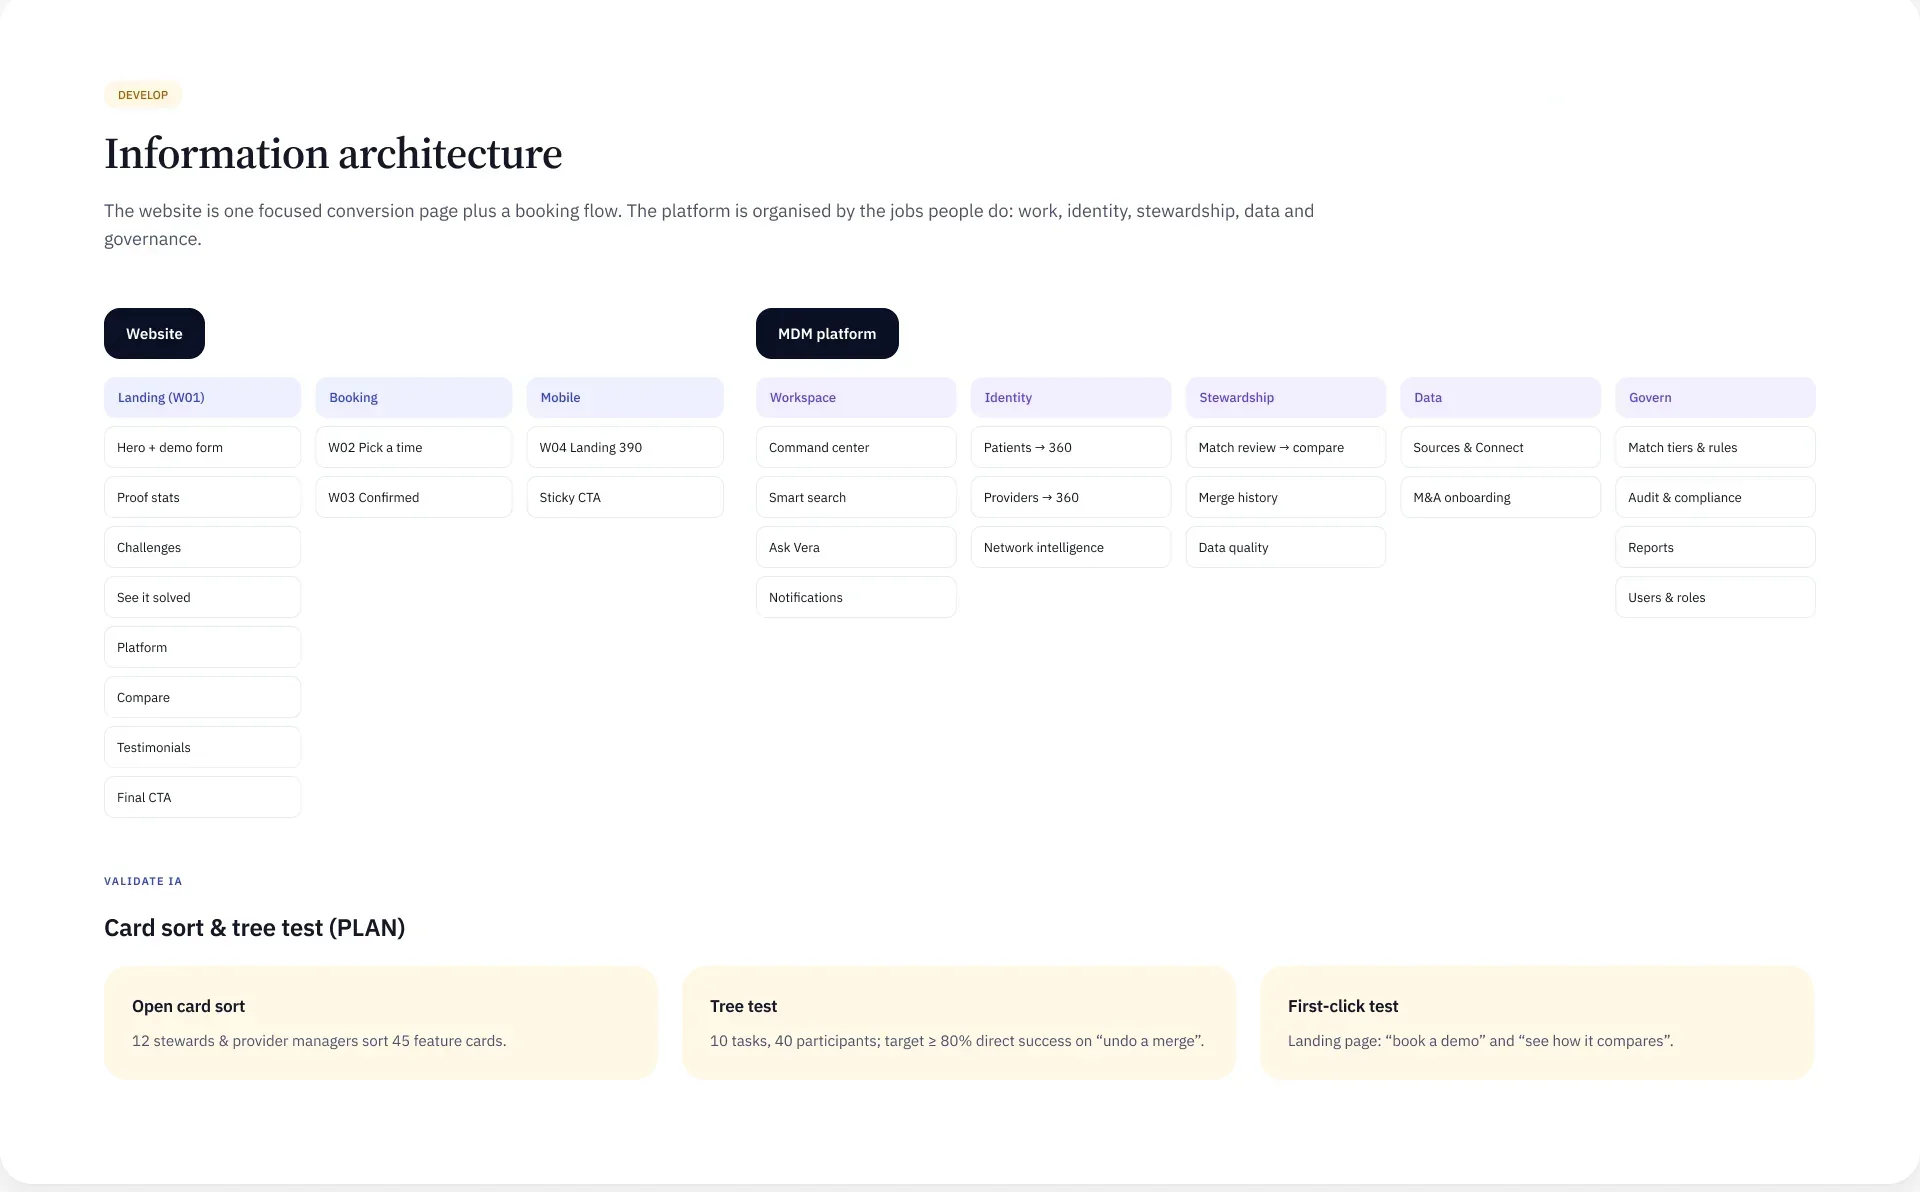 DEVELOP
Information architecture
The website is one focused conversion page plus a booking flow. The platform is organised by the jobs people do: work, identity, stewardship, data and
governance.
Website
Landing (W01)
Hero + demo form
Proof stats
Challenges
See it solved
Platform
Compare
Testimonials
Final CTA
Booking
W02 Pick a time
W03 Confirmed
Mobile
W04 Landing 390
Sticky CTA
MDM platform
Workspace
Command center
Smart search
Ask Vera
Notifications
Identity
Patients → 360
Providers → 360
Network intelligence
Stewardship
Match review → compare
Merge history
Data quality
Data
Sources & Connect
M&A onboarding
Govern
Match tiers & rules
Audit & compliance
Reports
Users & roles
VALIDATE IA
Card sort & tree test (PLAN)
Open card sort
12 stewards & provider managers sort 45 feature cards.
Tree test
10 tasks, 40 participants; target ≥ 80% direct success on “undo a merge”.
First-click test
Landing page: “book a demo” and “see how it compares”.